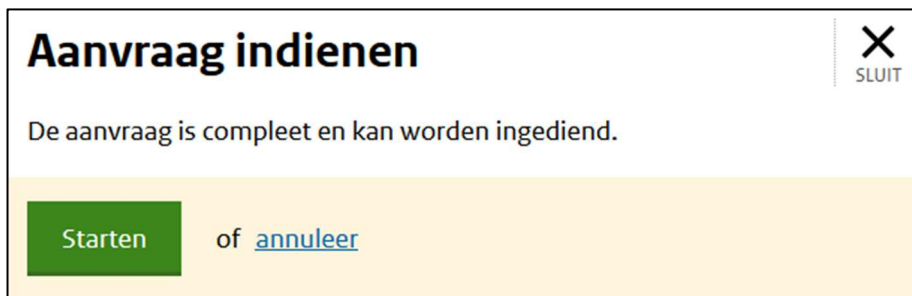 Aanvraag indienen
SLUIT
De aanvraag is compleet en kan worden ingediend.
Starten of annuleer